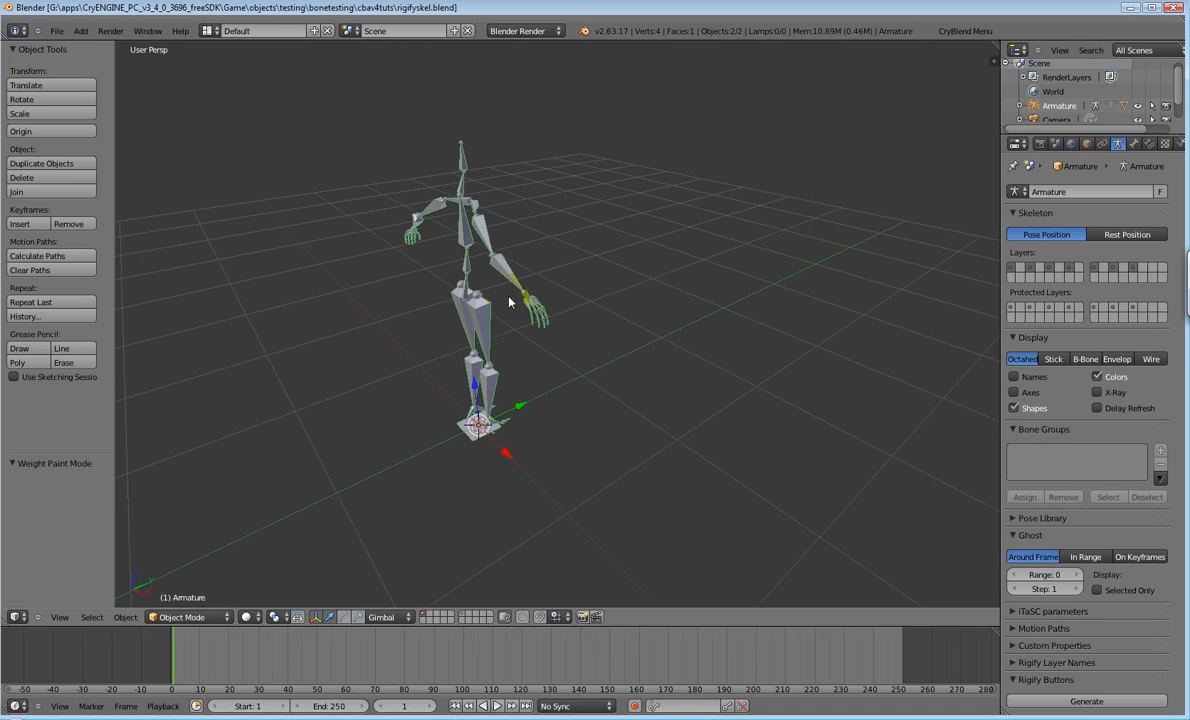 Blender [G:\apps\CryENGINE_PC_v3_4_0_3696_freeSDK\Game\objects\testing\bonetesting\cbav4tuts\rigifyskel.blend]
File Add Render Window Help Default Scene Blender Render v2.63.17 | Verts:4 | Faces:1 | Objects:2/2 | Lamps:0/0 | Mem:10.89M (0.46M) | Armature CryBlend Menu
Object Tools
Transform:
Translate
Rotate
Scale
Origin
Object:
Duplicate Objects
Delete
Join
Keyframes:
Insert Remove
Motion Paths:
Calculate Paths
Clear Paths
Repeat:
Repeat Last
History...
Grease Pencil:
Draw Line
Poly Erase
Use Sketching Sessio
Weight Paint Mode
User Persp
(1) Armature
View Select Object Object Mode Gimbal
-50 -40 -30 -20 -10 0 10 20 30 40 50 60 70 80 90 100 110 120 130 140 150 160 170 180 190 200 210 220 230 240 250 260 270 280
View Marker Frame Playback Start: 1 End: 250 1 No Sync
View Search All Scenes
Scene
RenderLayers
World
Armature
Camera
Armature Armature
Armature F
Skeleton
Pose Position Rest Position
Layers:
Protected Layers:
Display
Octahed Stick B-Bone Envelop Wire
Names Colors
Axes X-Ray
Shapes Delay Refresh
Bone Groups
Assign Remove Select Deselect
Pose Library
Ghost
Around Frame In Range On Keyframes
Range: 0 Display:
Step: 1 Selected Only
iTaSC parameters
Motion Paths
Custom Properties
Rigify Layer Names
Rigify Buttons
Generate